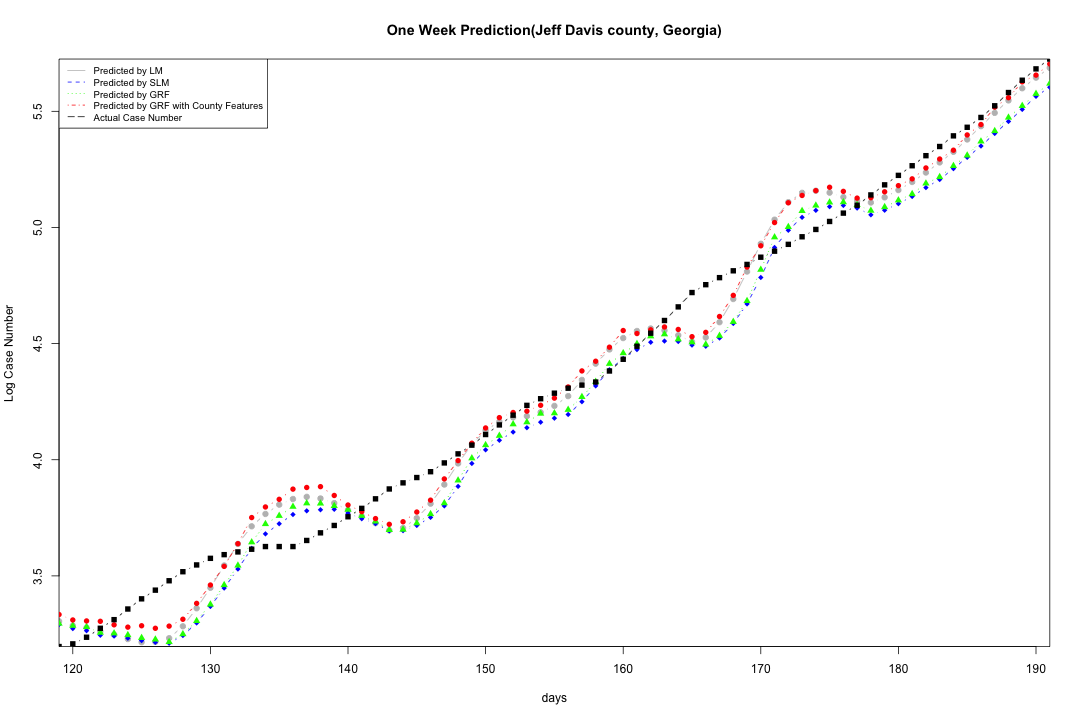 One Week Prediction(Jeff Davis county, Georgia)
Predicted by LM
Predicted by SLM
Predicted by GRF
Predicted by GRF with County Features
Actual Case Number
5.5
5.0
4.5
4.0
3.5
Log Case Number
120 130 140 150 160 170 180 190
days